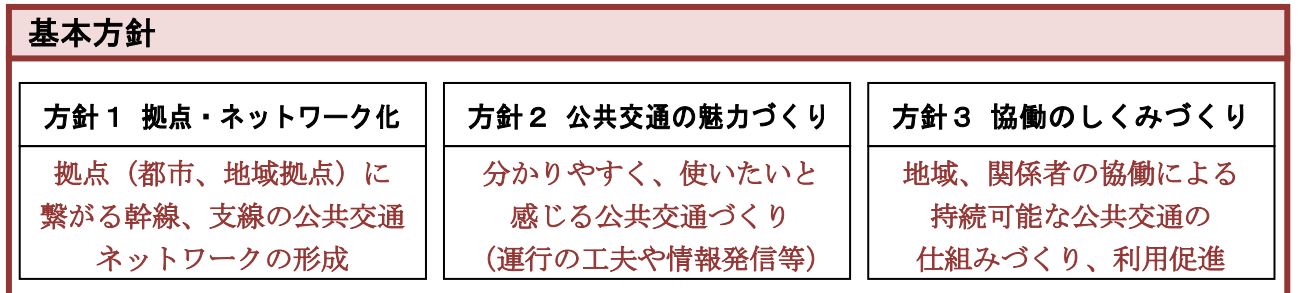 基本方針
方針１ 拠点・ネットワーク化
拠点（都市、地域拠点）に
繋がる幹線、支線の公共交通
ネットワークの形成
方針２ 公共交通の魅力づくり
分かりやすく、使いたいと
感じる公共交通づくり
（運行の工夫や情報発信等）
方針３ 協働のしくみづくり
地域、関係者の協働による
持続可能な公共交通の
仕組みづくり、利用促進